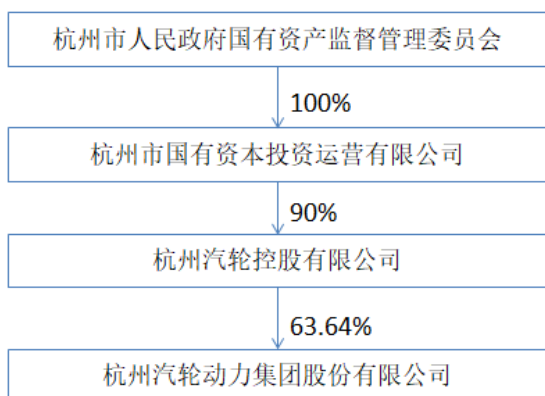 杭州市人民政府国有资产监督管理委员会
100%
杭州市国有资本投资运营有限公司
90%
杭州汽轮控股有限公司
63.64%
杭州汽轮动力集团股份有限公司